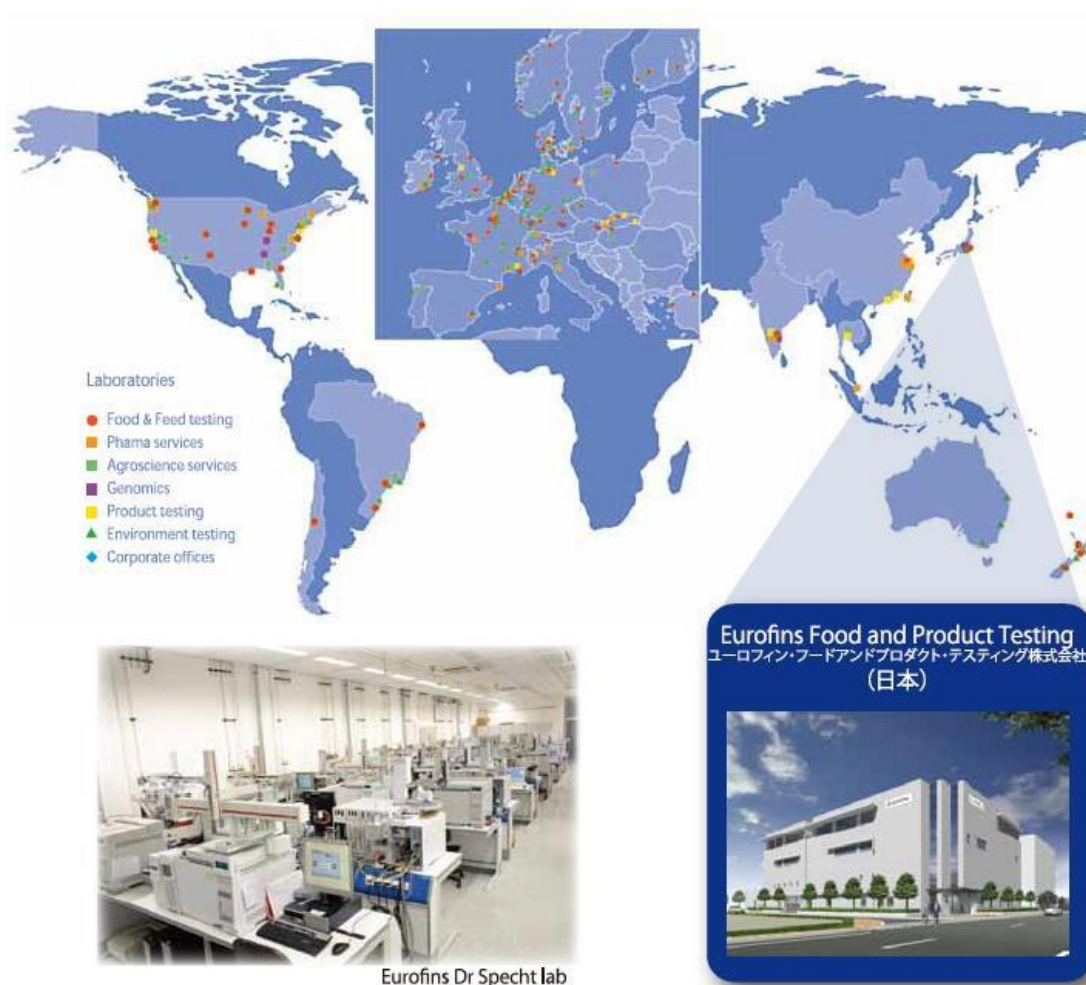 Laboratories
Food & Feed testing
Phama services
Agroscience services
Genomics
Product testing
Environment testing
Corporate offices
Eurofins Food and Product Testing
ユーロフィン・フードアンドプロダクト・テスティング株式会社
(日本)
Eurofins Dr Specht lab